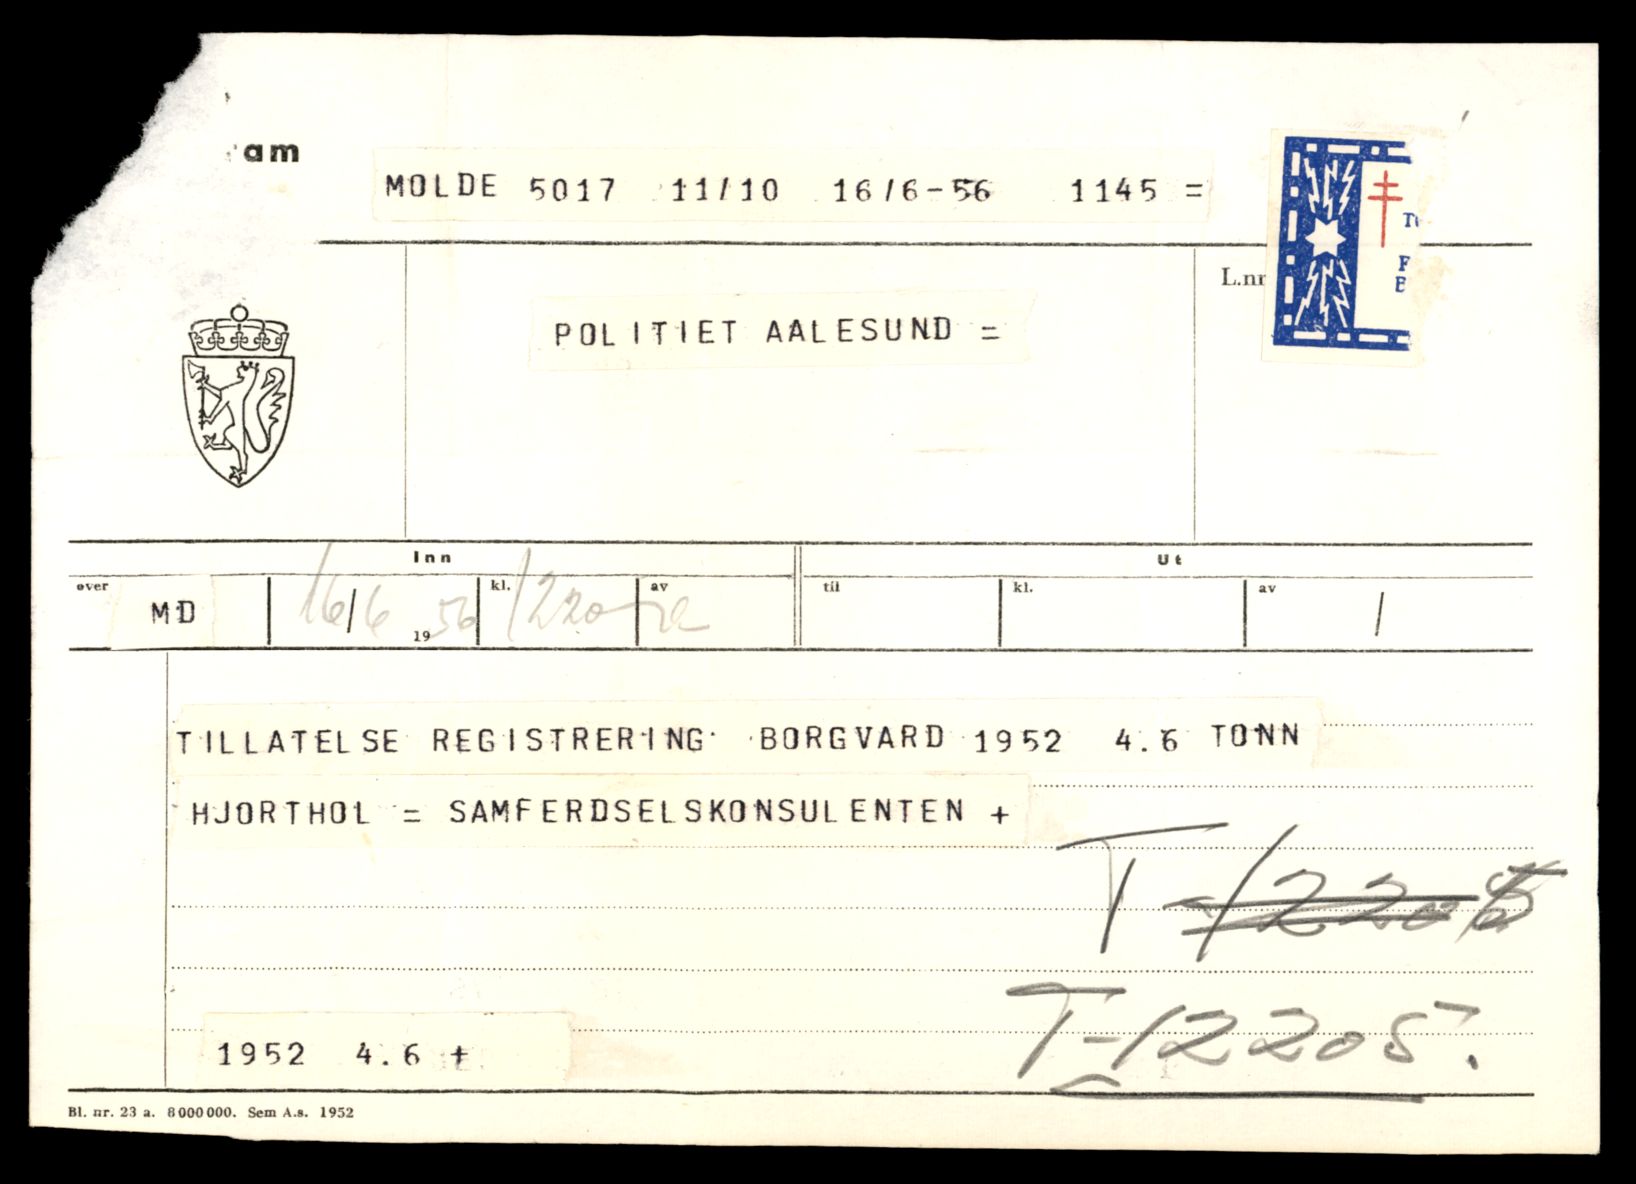 am
MOLDE 5017 11/10 16/6-56 1145 =
L.nr
POLITIET AALESUND =
Inn
Ut
over
MD
16/6 1956
kl. 1220
av
til
kl.
av
TILLATELSE REGISTRERING BORGVARD 1952 4.6 TONN
HJORTHOL = SAMFERDSELSKONSULENTEN +
T-12205
T-12205.
1952 4.6 +
Bl. nr. 23 a. 8000000. Sem A.s. 1952